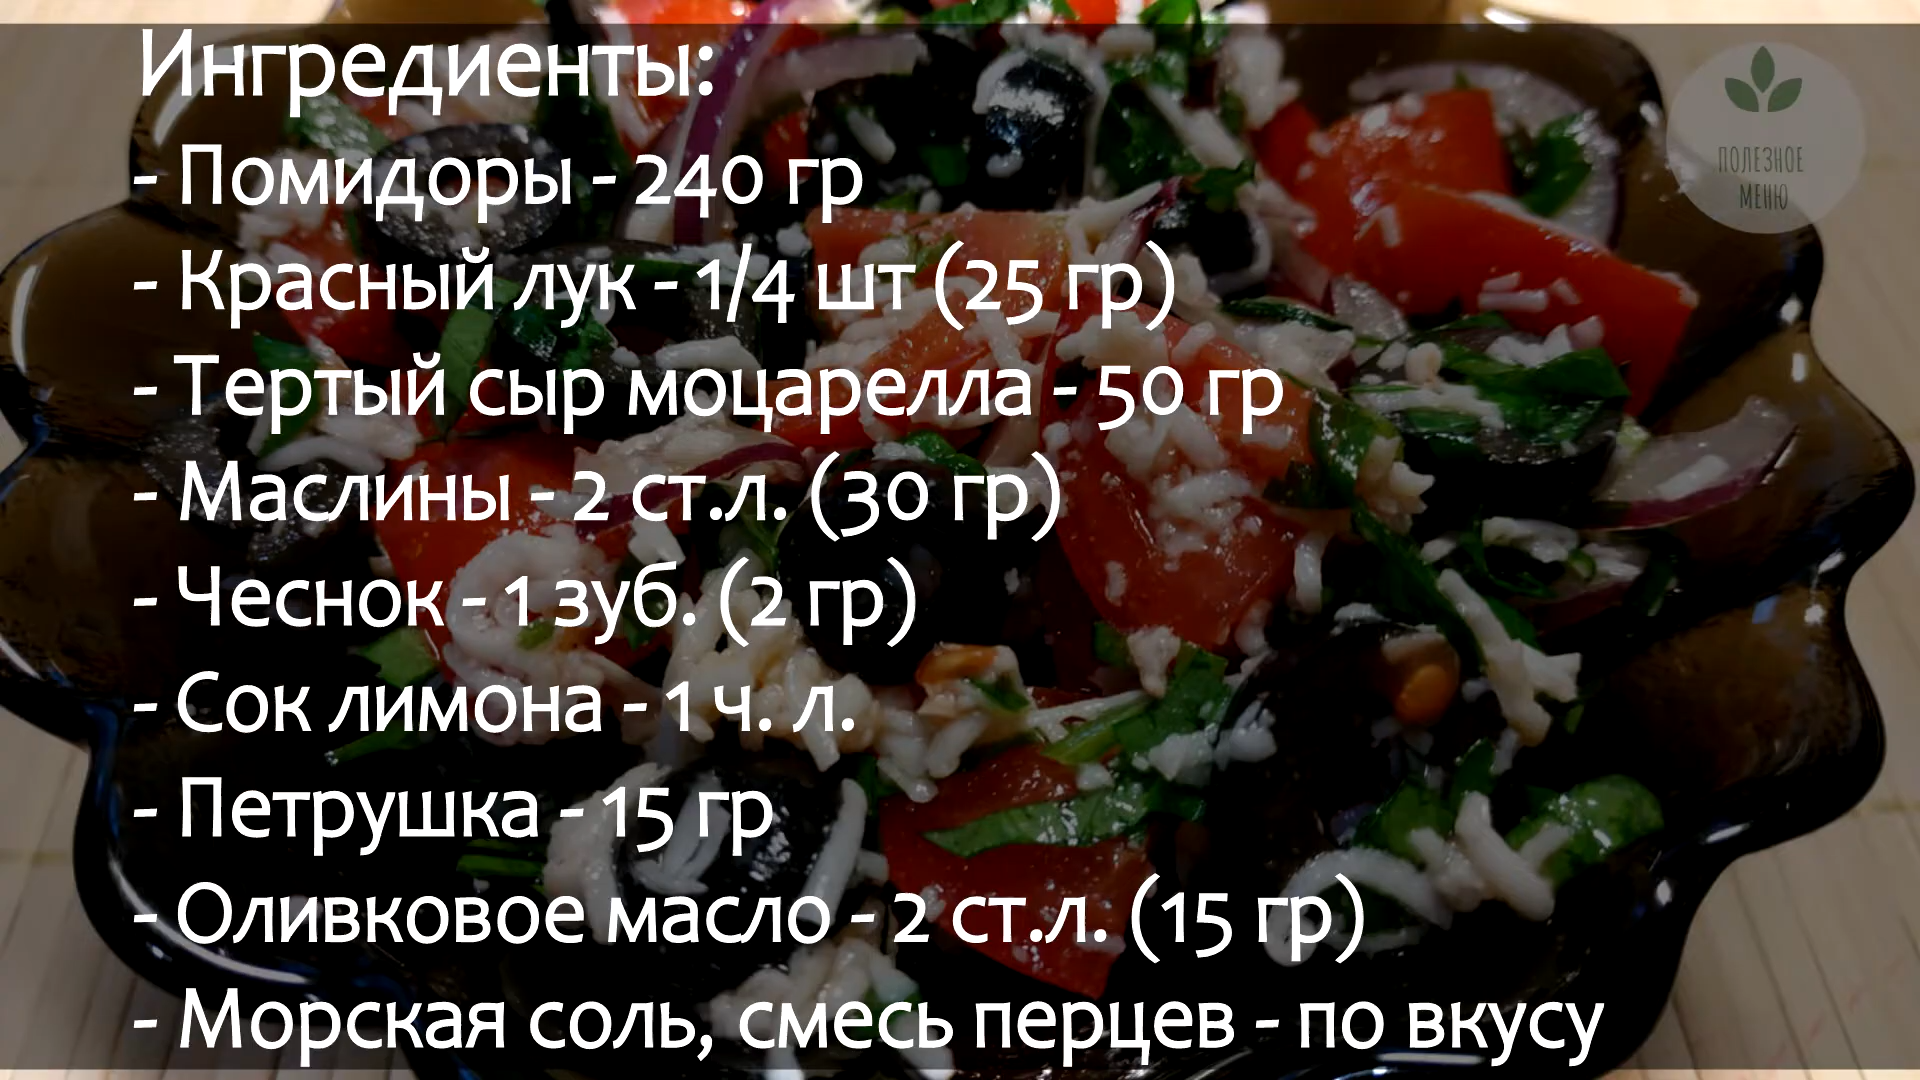 Ингредиенты:
- Помидоры - 240 гр
- Красный лук - 1/4 шт (25 гр)
- Тертый сыр моцарелла - 50 гр
- Маслины - 2 ст.л. (30 гр)
- Чеснок - 1 зуб. (2 гр)
- Сок лимона - 1 ч. л.
- Петрушка - 15 гр
- Оливковое масло - 2 ст.л. (15 гр)
- Морская соль, смесь перцев - по вкусу
ПОЛЕЗНОЕ
МЕНЮ